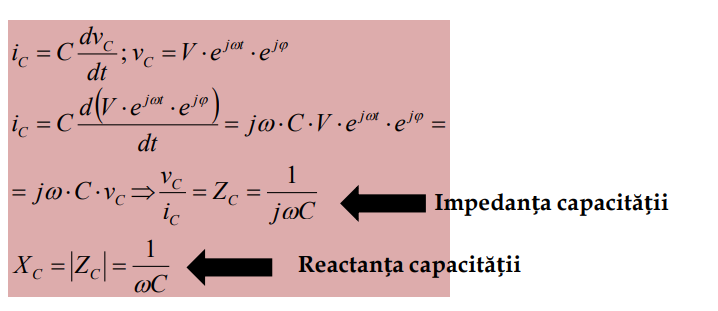 i_C = C dv_C/dt ; v_C = V · e^{jωt} · e^{jφ}
i_C = C d(V · e^{jωt} · e^{jφ})/dt = jω · C · V · e^{jωt} · e^{jφ} =
= jω · C · v_C ⇒ v_C/i_C = Z_C = 1/jωC Impedanța capacității
X_C = |Z_C| = 1/ωC Reactanța capacității